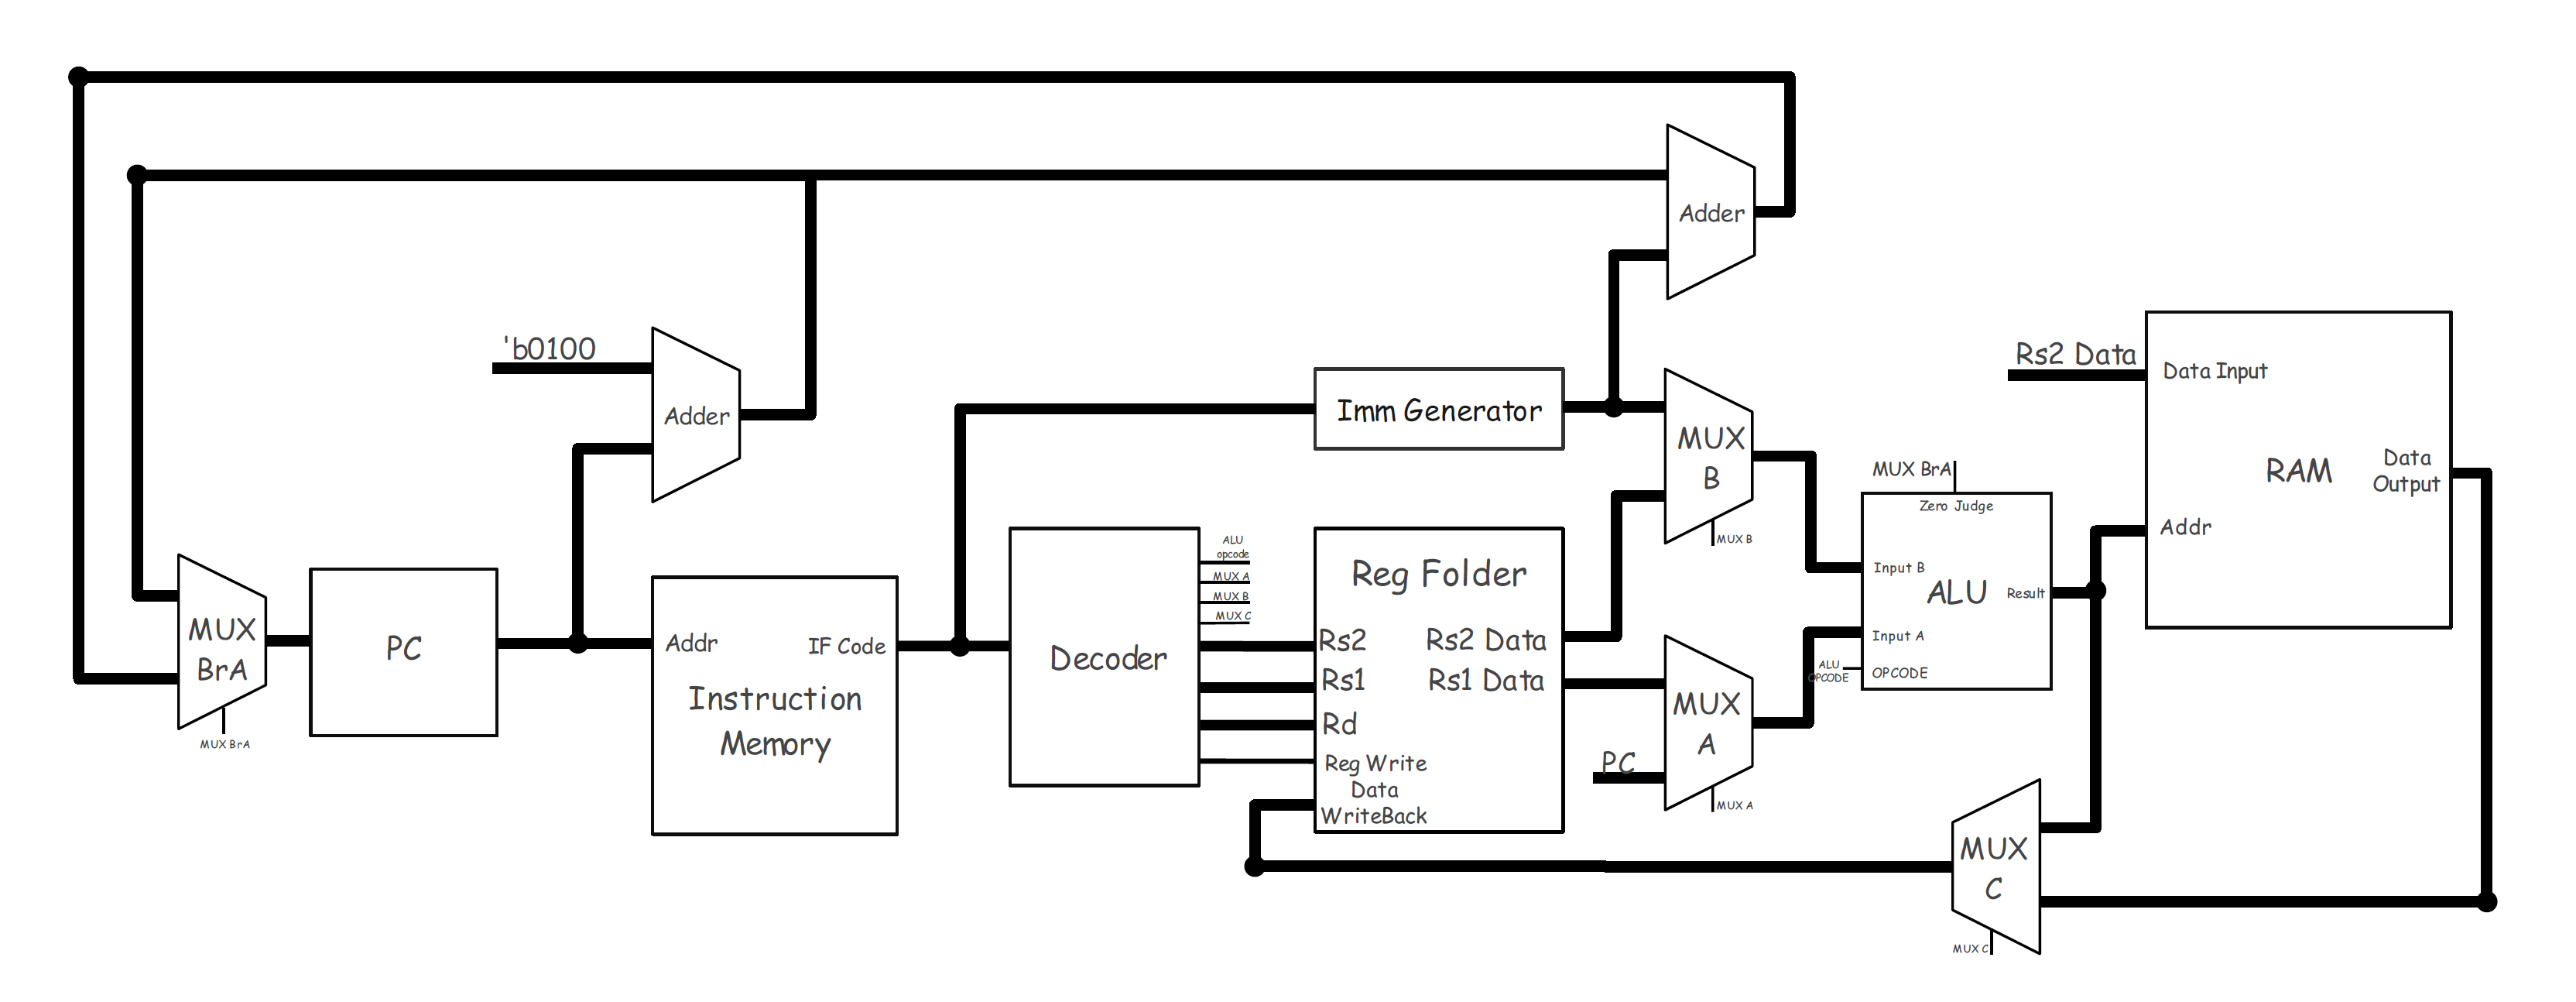 Adder
'b0100
Adder
Imm Generator
MUX
B
MUX B
Rs2 Data
Data Input
RAM
Data
Output
Addr
MUX BrA
Zero Judge
Input B
ALU
Result
Input A
ALU
OPCODE
OPCODE
MUX
BrA
MUX BrA
PC
Addr
IF Code
Instruction
Memory
Decoder
ALU
opcode
MUX A
MUX B
MUX C
Reg Folder
Rs2
Rs2 Data
Rs1
Rs1 Data
Rd
Reg Write
Data
WriteBack
MUX
A
PC
MUX A
MUX
C
MUX C